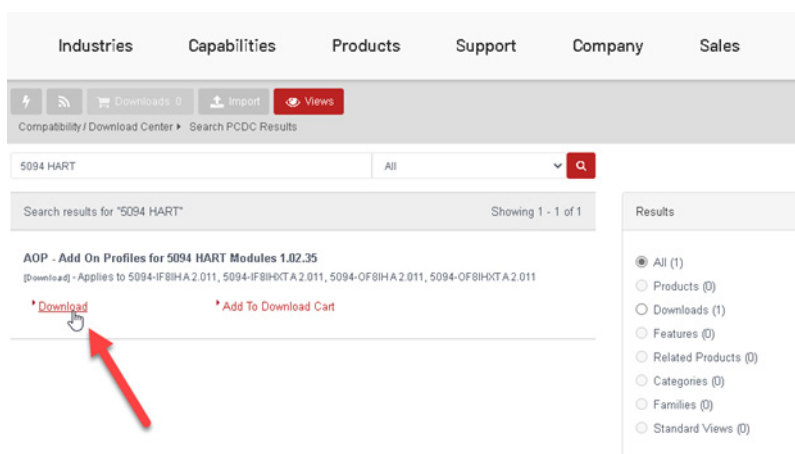 Industries Capabilities Products Support Company Sales
Downloads 0 Import Views
Compatibility / Download Center Search PCDC Results
5094 HART All
Search results for "5094 HART" Showing 1 - 1 of 1
AOP - Add On Profiles for 5094 HART Modules 1.02.35
[Download] - Applies to 5094-IF8IH A 2.011, 5094-IF8IHXT A 2.011, 5094-OF8IH A 2.011, 5094-OF8IHXT A 2.011
Download Add To Download Cart
Results
All (1)
Products (0)
Downloads (1)
Features (0)
Related Products (0)
Categories (0)
Families (0)
Standard Views (0)